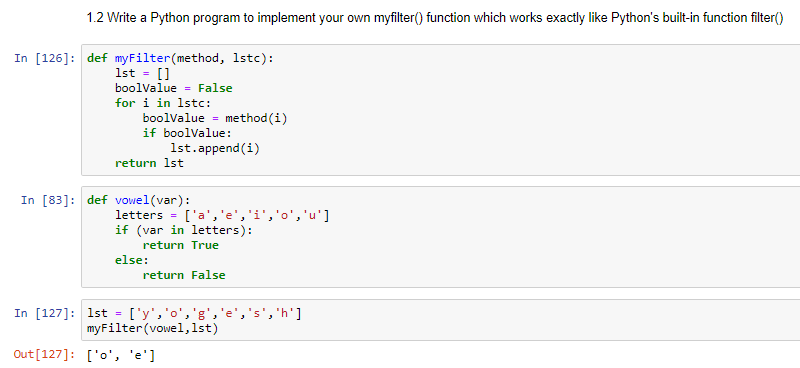 1.2 Write a Python program to implement your own myfilter() function which works exactly like Python's built-in function filter()
In [126]: def myFilter(method, lstc):
    lst = []
    boolValue = False
    for i in lstc:
        boolValue = method(i)
        if boolValue:
            lst.append(i)
    return lst
In [83]: def vowel(var):
    letters = ['a','e','i','o','u']
    if (var in letters):
        return True
    else:
        return False
In [127]: lst = ['y','o','g','e','s','h']
myFilter(vowel,lst)
Out[127]: ['o', 'e']